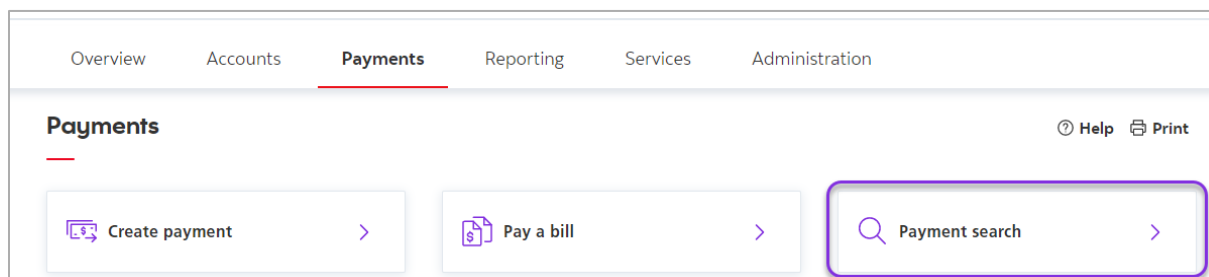 Overview Accounts Payments Reporting Services Administration
Payments
Help Print
Create payment
Pay a bill
Payment search